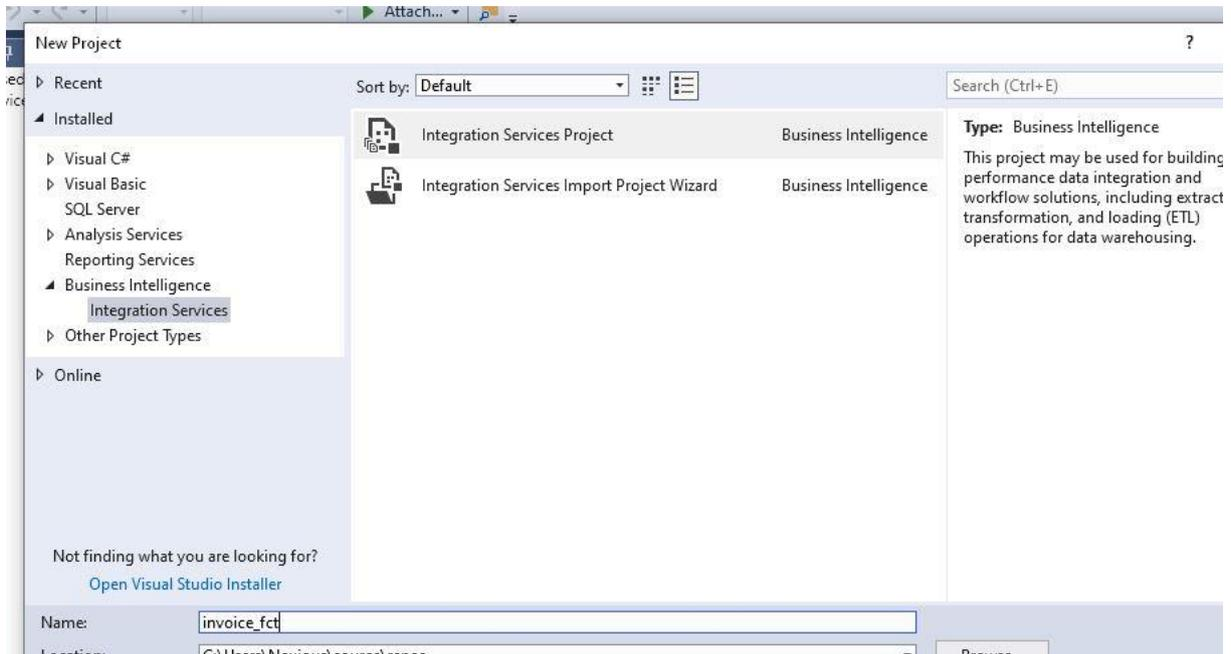 Attach...
New Project
?
Recent
Sort by: Default
Search (Ctrl+E)
Installed
Visual C#
Visual Basic
SQL Server
Analysis Services
Reporting Services
Business Intelligence
Integration Services
Other Project Types
Online
Integration Services Project Business Intelligence
Integration Services Import Project Wizard Business Intelligence
Type: Business Intelligence
This project may be used for building
performance data integration and
workflow solutions, including extract
transformation, and loading (ETL)
operations for data warehousing.
Not finding what you are looking for?
Open Visual Studio Installer
Name: invoice_fct